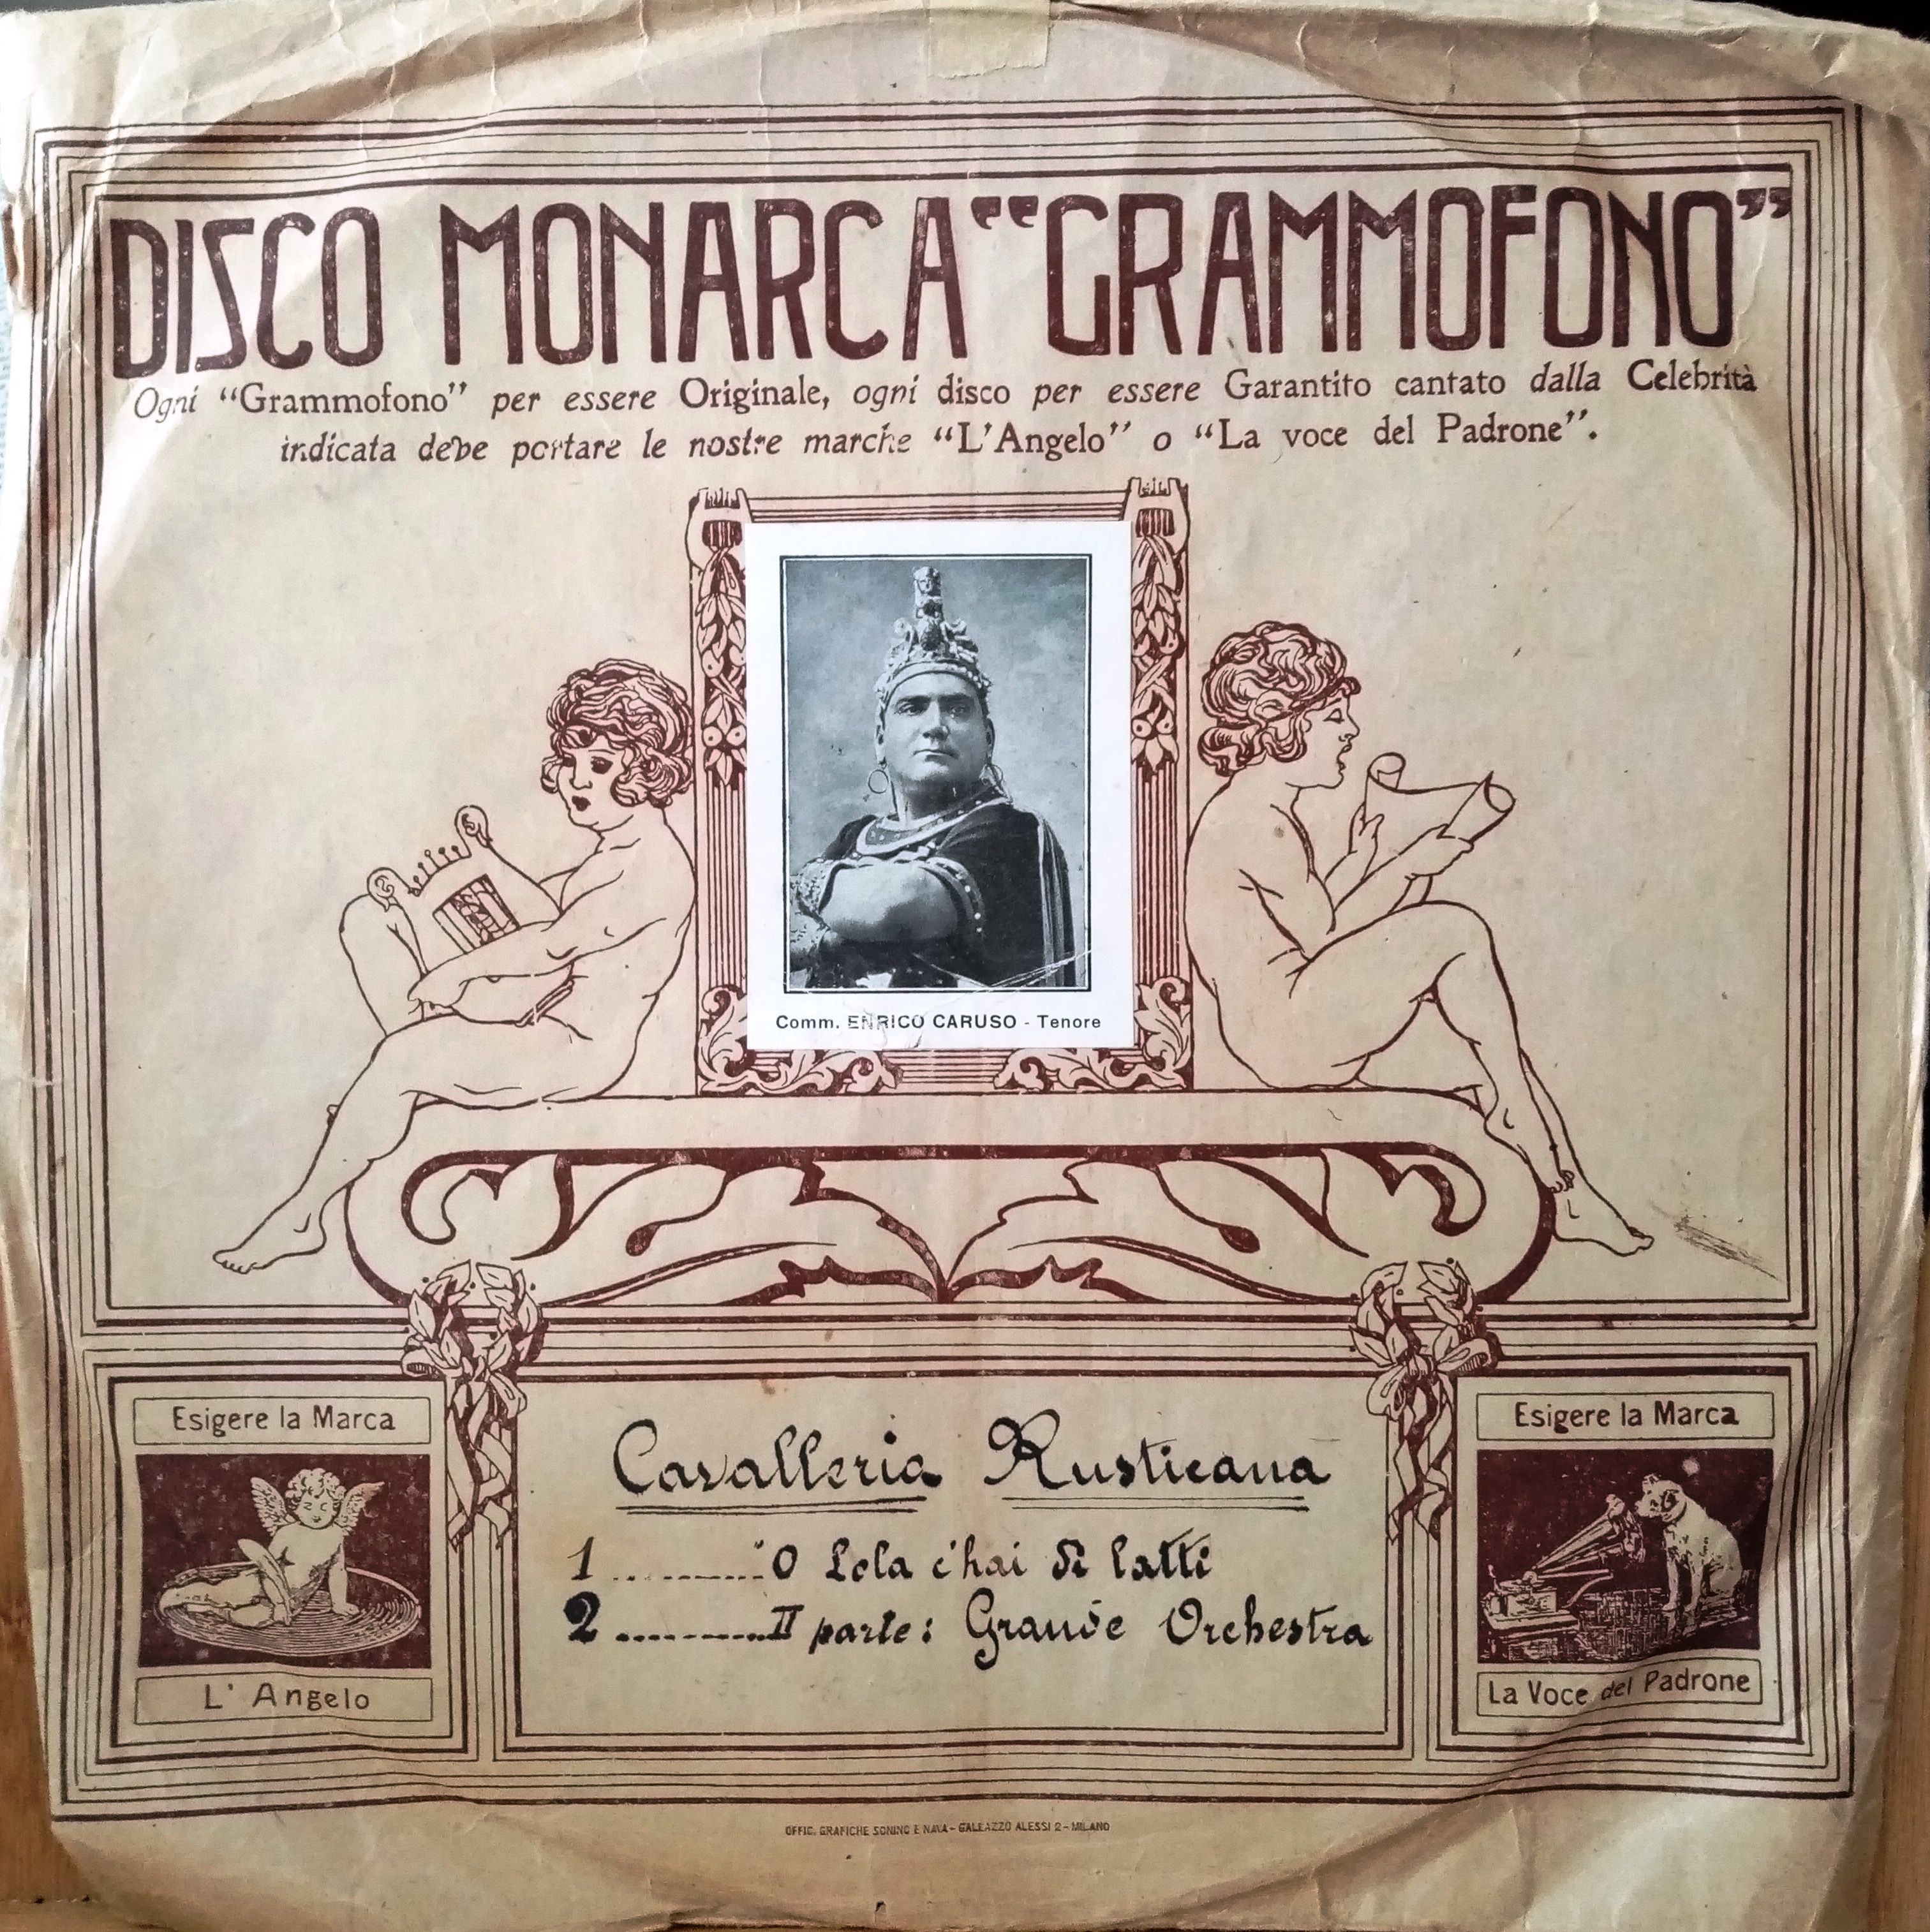 DISCO MONARCA “GRAMMOFONO”
Ogni “Grammofono” per essere Originale, ogni disco per essere Garantito cantato dalla Celebrità
indicata debe portare le nostre marche “L'Angelo” o “La voce del Padrone”.
Comm. ENRICO CARUSO - Tenore
Esigere la Marca
L' Angelo
Cavalleria Rusticana
1 ............ O Lola c'hai di latti
2 ............ II parte: Grande Orchestra
Esigere la Marca
La Voce del Padrone
OFFIC. GRAFICHE SONINO E NAVA - GALEAZZO ALESSI 2 - MILANO